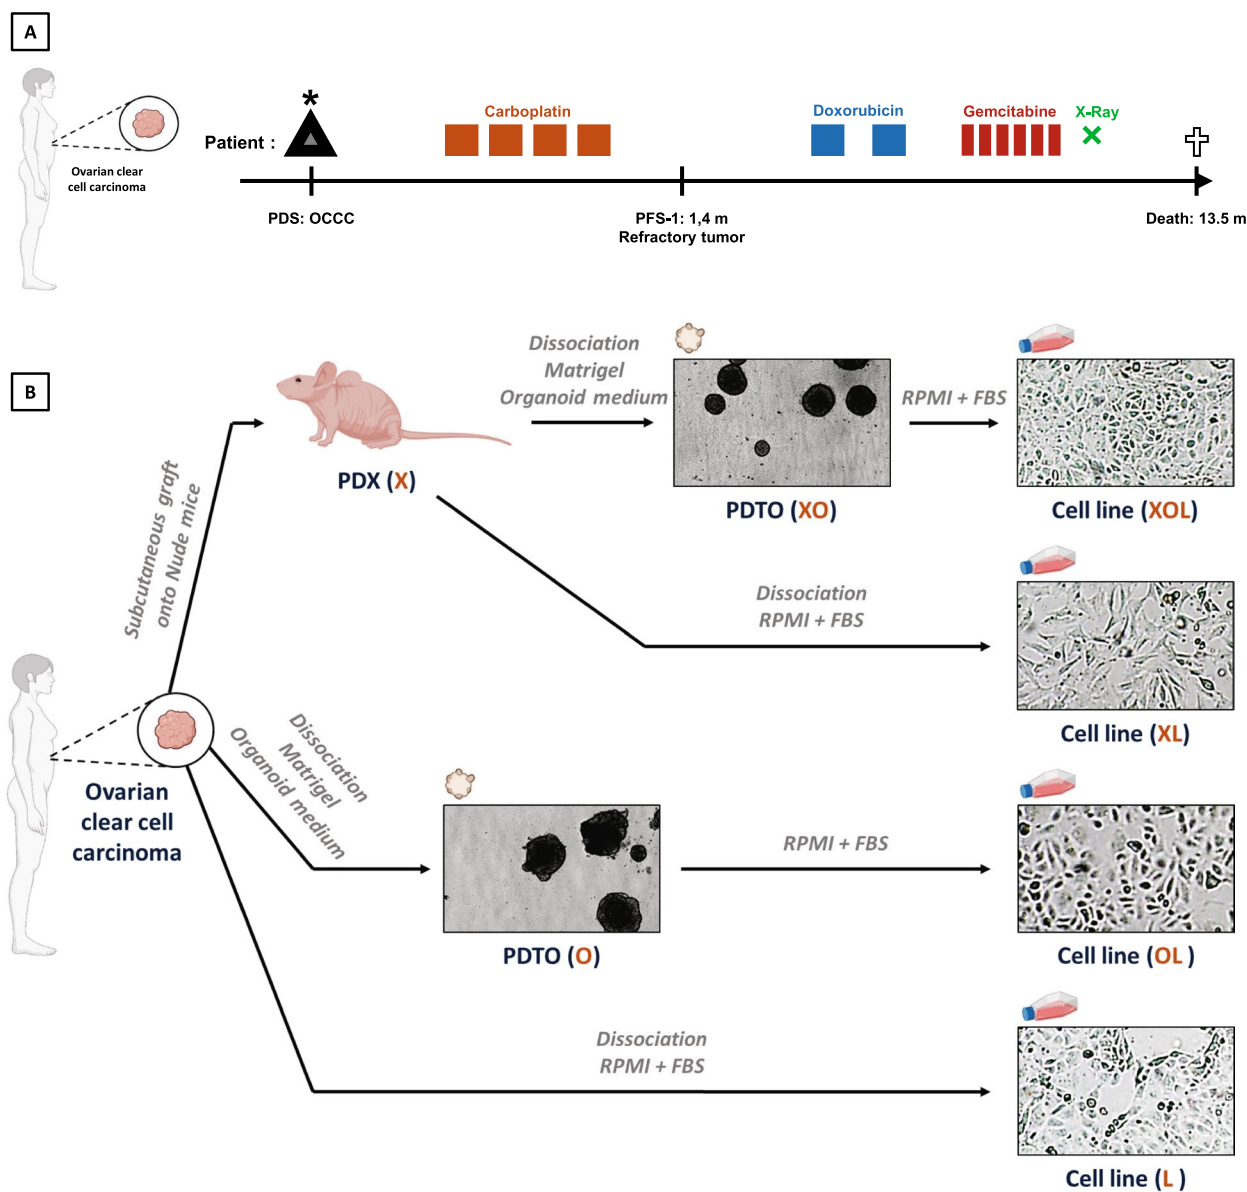 A
Ovarian clear
cell carcinoma
Patient :
*
Carboplatin
Doxorubicin
Gemcitabine
X-Ray
PDS: OCCC
PFS-1: 1,4 m
Refractory tumor
Death: 13.5 m
B
Subcutaneous graft
onto Nude mice
PDX (X)
Dissociation
Matrigel
Organoid medium
PDTO (XO)
RPMI + FBS
Cell line (XOL)
Dissociation
RPMI + FBS
Cell line (XL)
Ovarian
clear cell
carcinoma
Dissociation
Matrigel
Organoid medium
PDTO (O)
RPMI + FBS
Cell line (OL )
Dissociation
RPMI + FBS
Cell line (L )